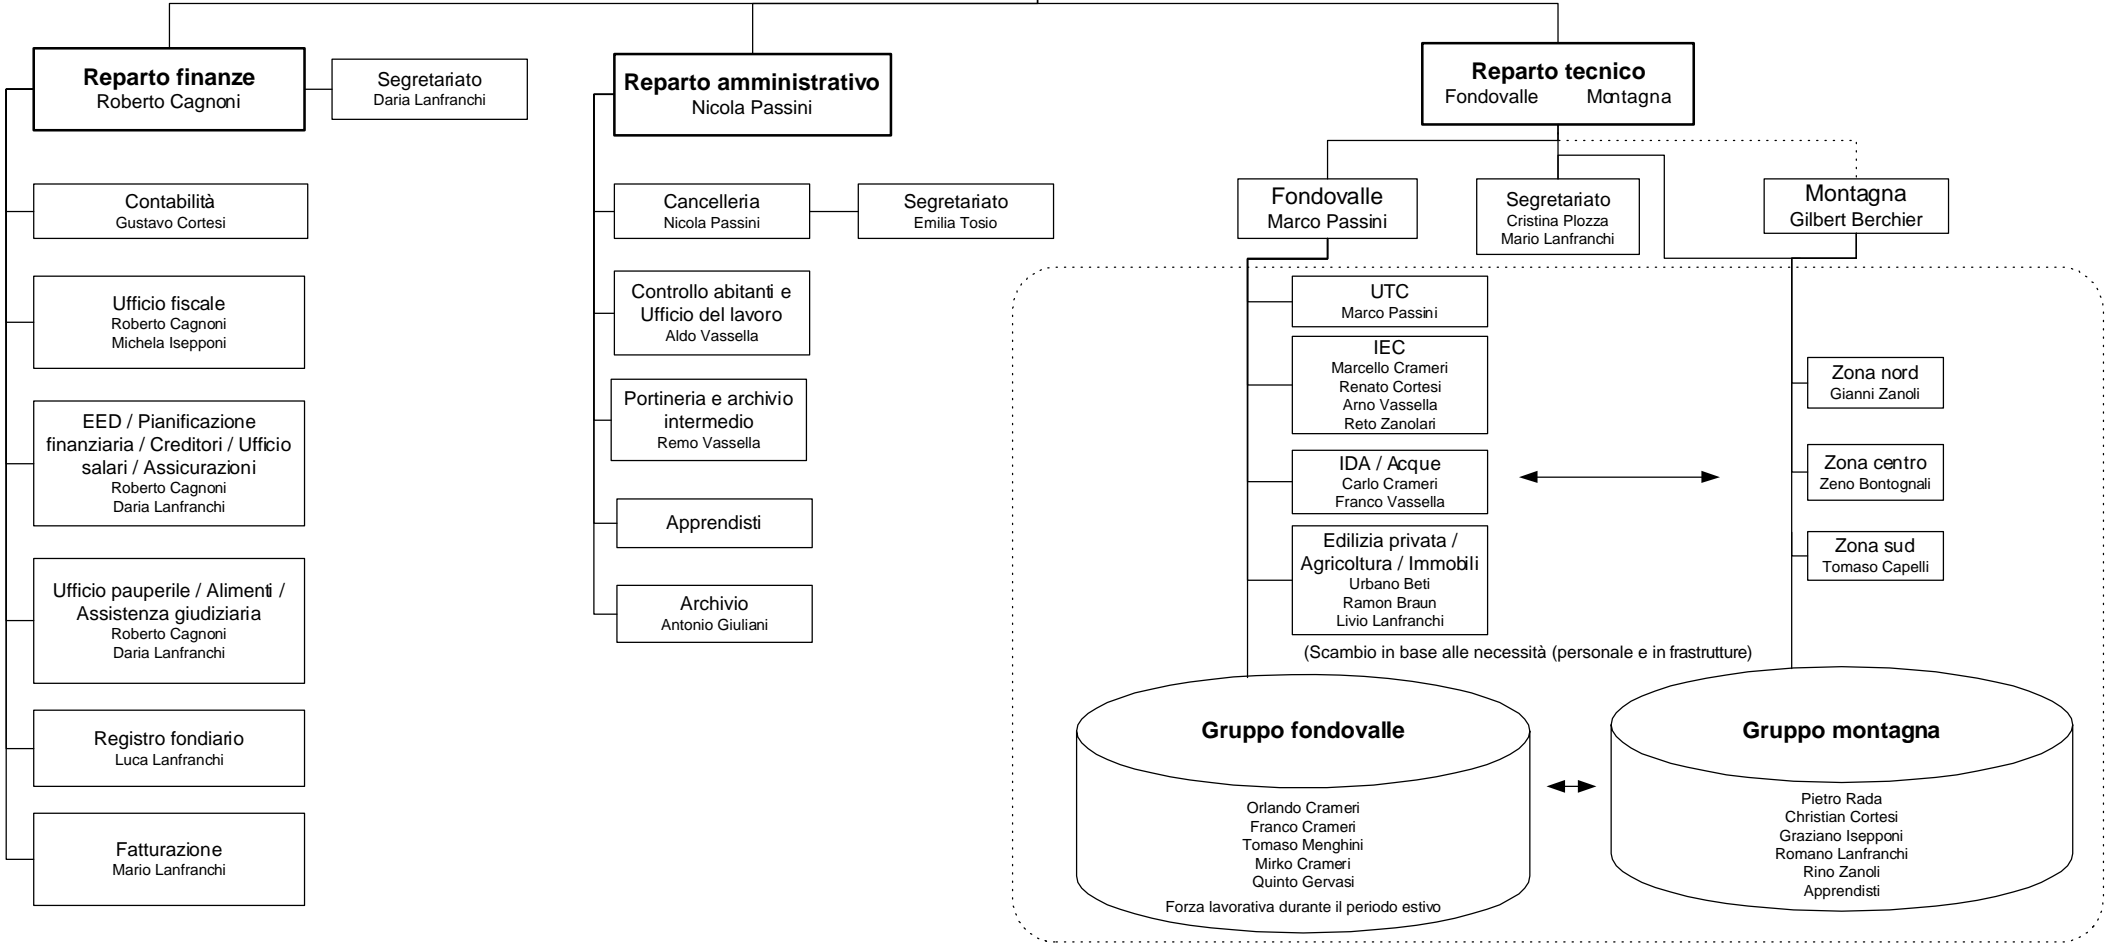 Reparto finanze
Roberto Cagnoni
Segretariato
Daria Lanfranchi
Contabilità
Gustavo Cortesi
Ufficio fiscale
Roberto Cagnoni
Michela Isepponi
EED / Pianificazione
finanziaria / Creditori / Ufficio
salari / Assicurazioni
Roberto Cagnoni
Daria Lanfranchi
Ufficio pauperile / Alimenti /
Assistenza giudiziaria
Roberto Cagnoni
Daria Lanfranchi
Registro fondiario
Luca Lanfranchi
Fatturazione
Mario Lanfranchi
Reparto amministrativo
Nicola Passini
Cancelleria
Nicola Passini
Segretariato
Emilia Tosio
Controllo abitanti e
Ufficio del lavoro
Aldo Vassella
Portineria e archivio
intermedio
Remo Vassella
Apprendisti
Archivio
Antonio Giuliani
Reparto tecnico
Fondovalle Montagna
Fondovalle
Marco Passini
Segretariato
Cristina Plozza
Mario Lanfranchi
Montagna
Gilbert Berchier
UTC
Marco Passini
IEC
Marcello Crameri
Renato Cortesi
Arno Vassella
Reto Zanolari
IDA / Acque
Carlo Crameri
Franco Vassella
Edilizia privata /
Agricoltura / Immobili
Urbano Beti
Ramon Braun
Livio Lanfranchi
Zona nord
Gianni Zanoli
Zona centro
Zeno Bontognali
Zona sud
Tomaso Capelli
(Scambio in base alle necessità (personale e in frastrutture)
Gruppo fondovalle
Orlando Crameri
Franco Crameri
Tomaso Menghini
Mirko Crameri
Quinto Gervasi
Forza lavorativa durante il periodo estivo
Gruppo montagna
Pietro Rada
Christian Cortesi
Graziano Isepponi
Romano Lanfranchi
Rino Zanoli
Apprendisti